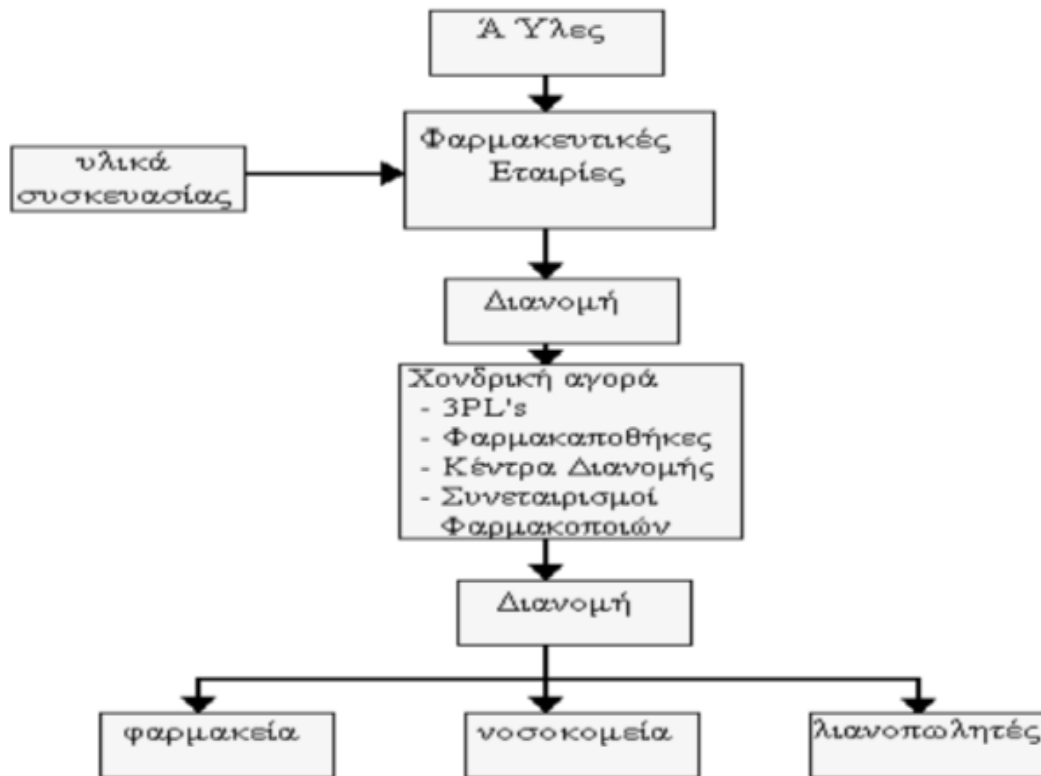 Ά Ύλες
Φαρμακευτικές
Εταιρίες
υλικά
συσκευασίας
Διανομή
Χονδρική αγορά
- 3PL's
- Φαρμακαποθήκες
- Κέντρα Διανομής
- Συνεταιρισμοί
Φαρμακοποιών
Διανομή
φαρμακεία
νοσοκομεία
λιανοπωλητές